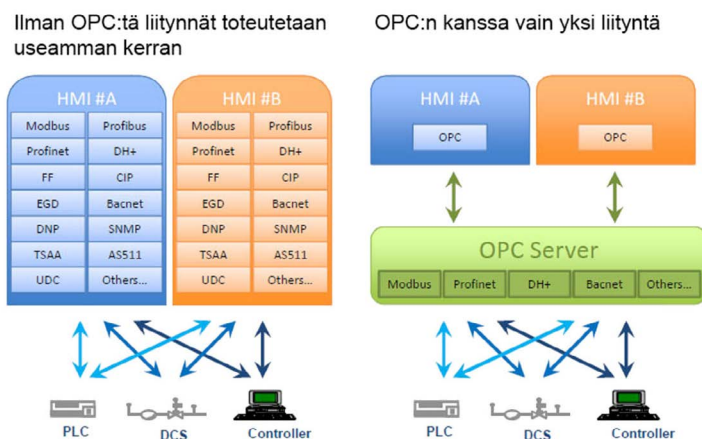 Ilman OPC:tä liitynnät toteutetaan
useamman kerran
HMI #A
Modbus Profibus
Profinet DH+
FF CIP
EGD Bacnet
DNP SNMP
TSAA AS511
UDC Others...
HMI #B
Modbus Profibus
Profinet DH+
FF CIP
EGD Bacnet
DNP SNMP
TSAA AS511
UDC Others...
PLC
DCS
Controller
OPC:n kanssa vain yksi liityntä
HMI #A
OPC
HMI #B
OPC
OPC Server
Modbus Profinet DH+ Bacnet Others...
PLC
DCS
Controller